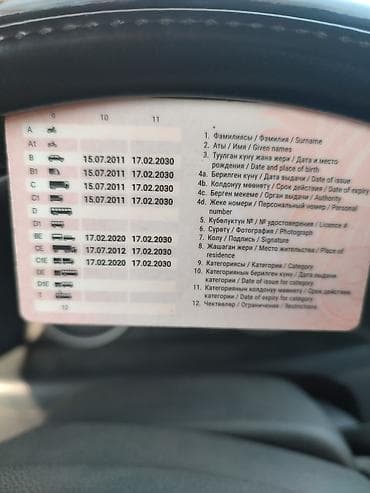 9 10 11
A
A1
B 15.07.2011 17.02.2030
B1 15.07.2011 17.02.2030
C 15.07.2011 17.02.2030
C1 15.07.2011 17.02.2030
D
D1
BE 17.02.2020 17.02.2030
CE 17.07.2012 17.02.2030
C1E 17.02.2020 17.02.2030
DE
D1E
T
12
1. Фамилиясы / Фамилия / Surname
2. Аты / Имя / Given names
3. Туулган күнү жана жери / Дата и место
рождения / Date and place of birth
4a. Берилген күнү / Дата выдачи / Date of issue
4b. Колдонуу мөөнөтү / Срок действия / Date of expiry
4c. Берген мекеме / Орган выдачи / Authority
4d. Жеке номери / Персональный номер / Personal
number
5. Күбөлүктүн № / № удостоверения / Licence #
6. Сүрөтү / Фотография / Photograph
7. Колу / Подпись / Signature
8. Жашаган жери / Место жительства / Place of
residence
9. Категориясы / Категории / Category
10. Категориянын берилген күнү / Дата выдачи
категории / Date of issue for category
11. Категориянын колдонуу мөөнөтү / Срок действия
категории / Date of expiry for category
12. Чектөөлөр / Ограничения / Restrictions